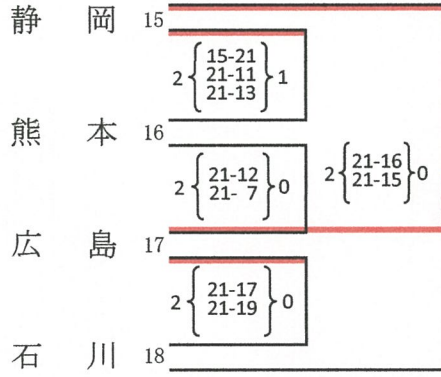 静岡 15
2 { 15-21 21-11 21-13 } 1
熊本 16
2 { 21-12 21- 7 } 0
2 { 21-16 21-15 } 0
広島 17
2 { 21-17 21-19 } 0
石川 18